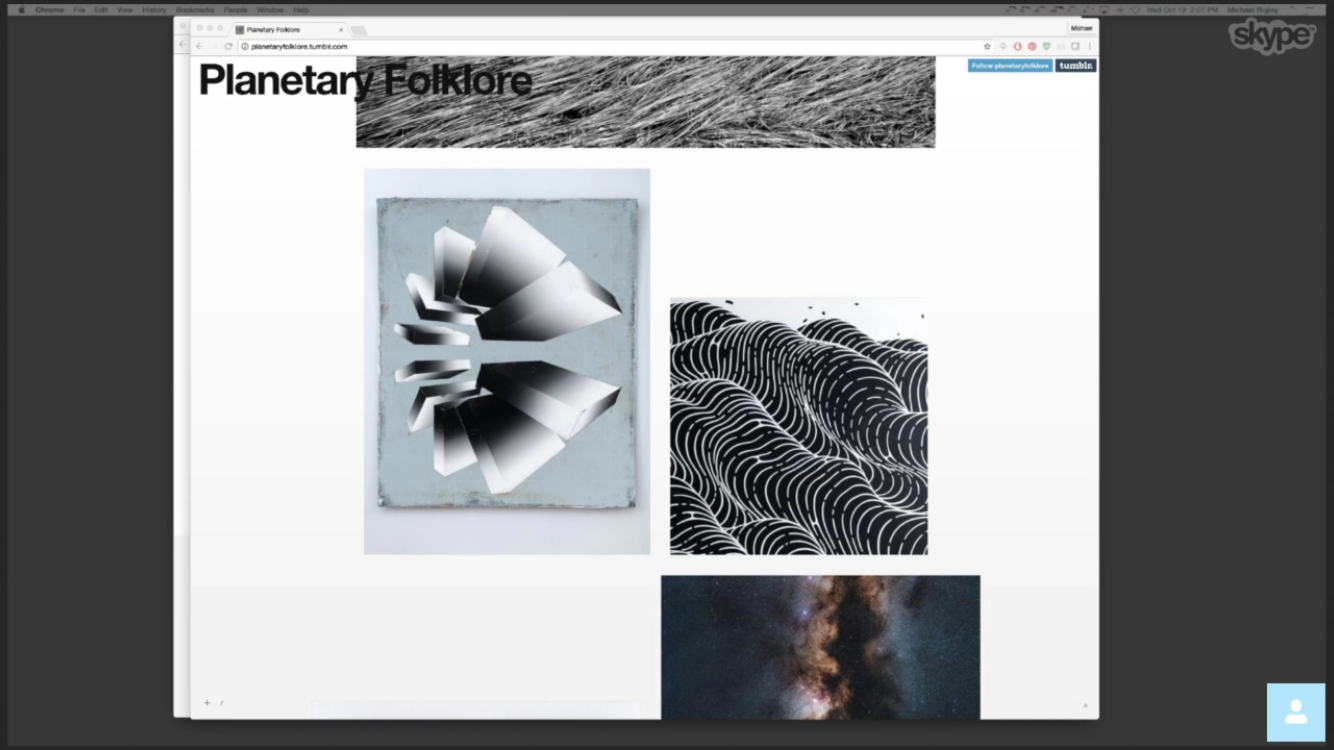 Chrome File Edit View History Bookmarks People Window Help
Wed Oct 19 2:07 PM Michael Rigley
skype™
Planetary Folklore
Michael
planetaryfolklore.tumblr.com
Planetary Folklore
Follow planetaryfolklore
tumblr.
+ /